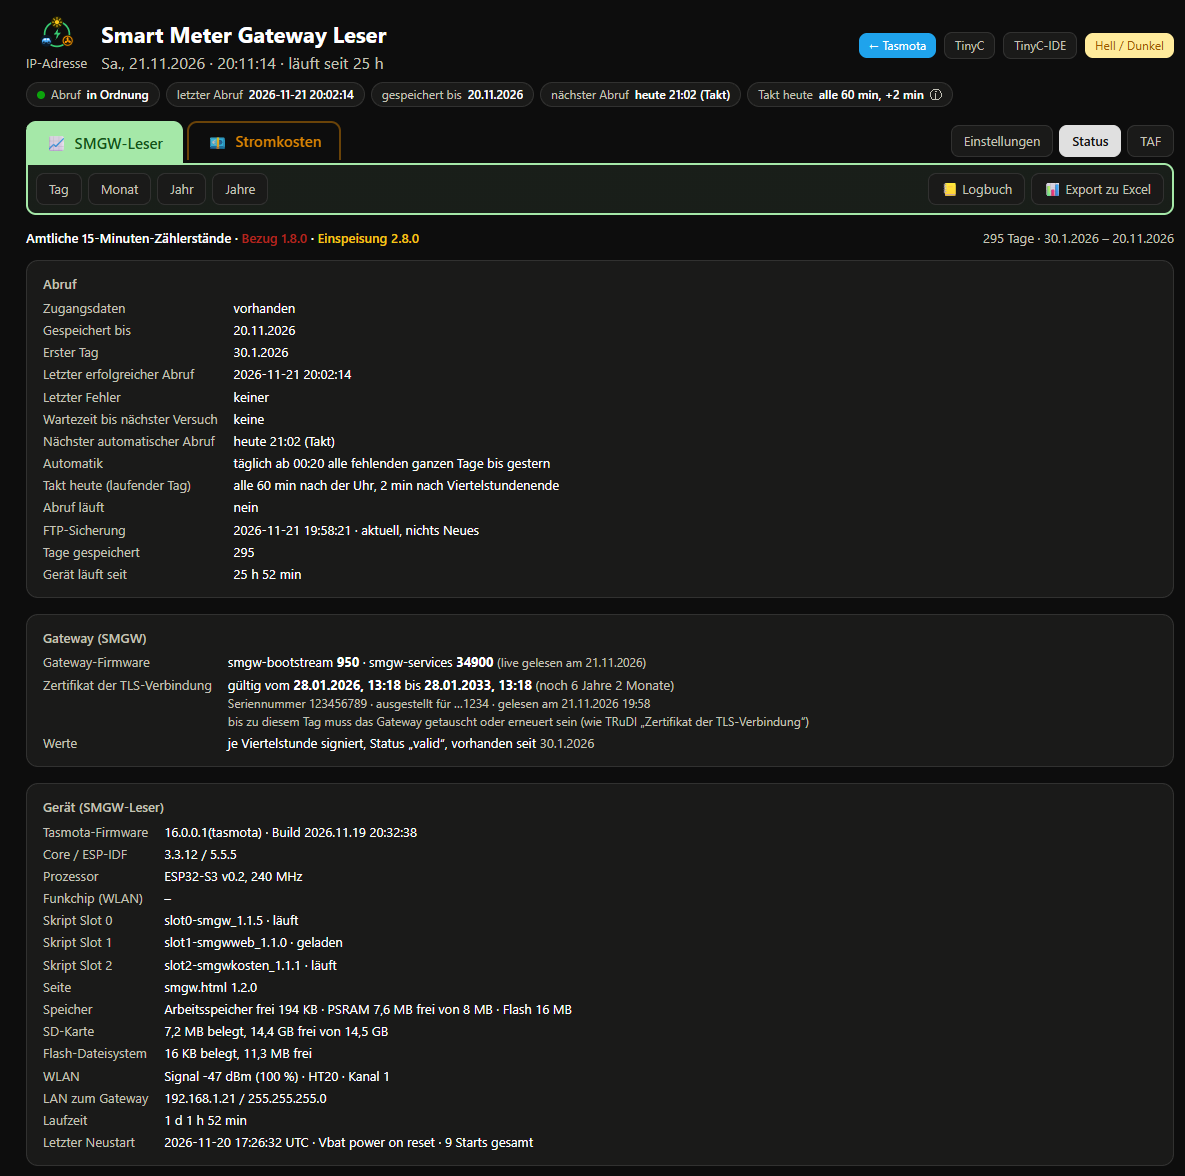 Smart Meter Gateway Leser
IP-Adresse Sa., 21.11.2026 · 20:11:14 · läuft seit 25 h
← Tasmota TinyC TinyC-IDE Hell / Dunkel
Abruf in Ordnung letzter Abruf 2026-11-21 20:02:14 gespeichert bis 20.11.2026 nächster Abruf heute 21:02 (Takt) Takt heute alle 60 min, +2 min ⓘ
SMGW-Leser Stromkosten Einstellungen Status TAF
Tag Monat Jahr Jahre Logbuch Export zu Excel
Amtliche 15-Minuten-Zählerstände · Bezug 1.8.0 · Einspeisung 2.8.0 295 Tage · 30.1.2026 – 20.11.2026
Abruf
Zugangsdaten vorhanden
Gespeichert bis 20.11.2026
Erster Tag 30.1.2026
Letzter erfolgreicher Abruf 2026-11-21 20:02:14
Letzter Fehler keiner
Wartezeit bis nächster Versuch keine
Nächster automatischer Abruf heute 21:02 (Takt)
Automatik täglich ab 00:20 alle fehlenden ganzen Tage bis gestern
Takt heute (laufender Tag) alle 60 min nach der Uhr, 2 min nach Viertelstundenende
Abruf läuft nein
FTP-Sicherung 2026-11-21 19:58:21 · aktuell, nichts Neues
Tage gespeichert 295
Gerät läuft seit 25 h 52 min
Gateway (SMGW)
Gateway-Firmware smgw-bootstream 950 · smgw-services 34900 (live gelesen am 21.11.2026)
Zertifikat der TLS-Verbindung gültig vom 28.01.2026, 13:18 bis 28.01.2033, 13:18 (noch 6 Jahre 2 Monate)
Seriennummer 123456789 · ausgestellt für ...1234 · gelesen am 21.11.2026 19:58
bis zu diesem Tag muss das Gateway getauscht oder erneuert sein (wie TRuDI „Zertifikat der TLS-Verbindung“)
Werte je Viertelstunde signiert, Status „valid“, vorhanden seit 30.1.2026
Gerät (SMGW-Leser)
Tasmota-Firmware 16.0.0.1(tasmota) · Build 2026.11.19 20:32:38
Core / ESP-IDF 3.3.12 / 5.5.5
Prozessor ESP32-S3 v0.2, 240 MHz
Funkchip (WLAN) –
Skript Slot 0 slot0-smgw_1.1.5 · läuft
Skript Slot 1 slot1-smgwweb_1.1.0 · geladen
Skript Slot 2 slot2-smgwkosten_1.1.1 · läuft
Seite smgw.html 1.2.0
Speicher Arbeitsspeicher frei 194 KB · PSRAM 7,6 MB frei von 8 MB · Flash 16 MB
SD-Karte 7,2 MB belegt, 14,4 GB frei von 14,5 GB
Flash-Dateisystem 16 KB belegt, 11,3 MB frei
WLAN Signal -47 dBm (100 %) · HT20 · Kanal 1
LAN zum Gateway 192.168.1.21 / 255.255.255.0
Laufzeit 1 d 1 h 52 min
Letzter Neustart 2026-11-20 17:26:32 UTC · Vbat power on reset · 9 Starts gesamt